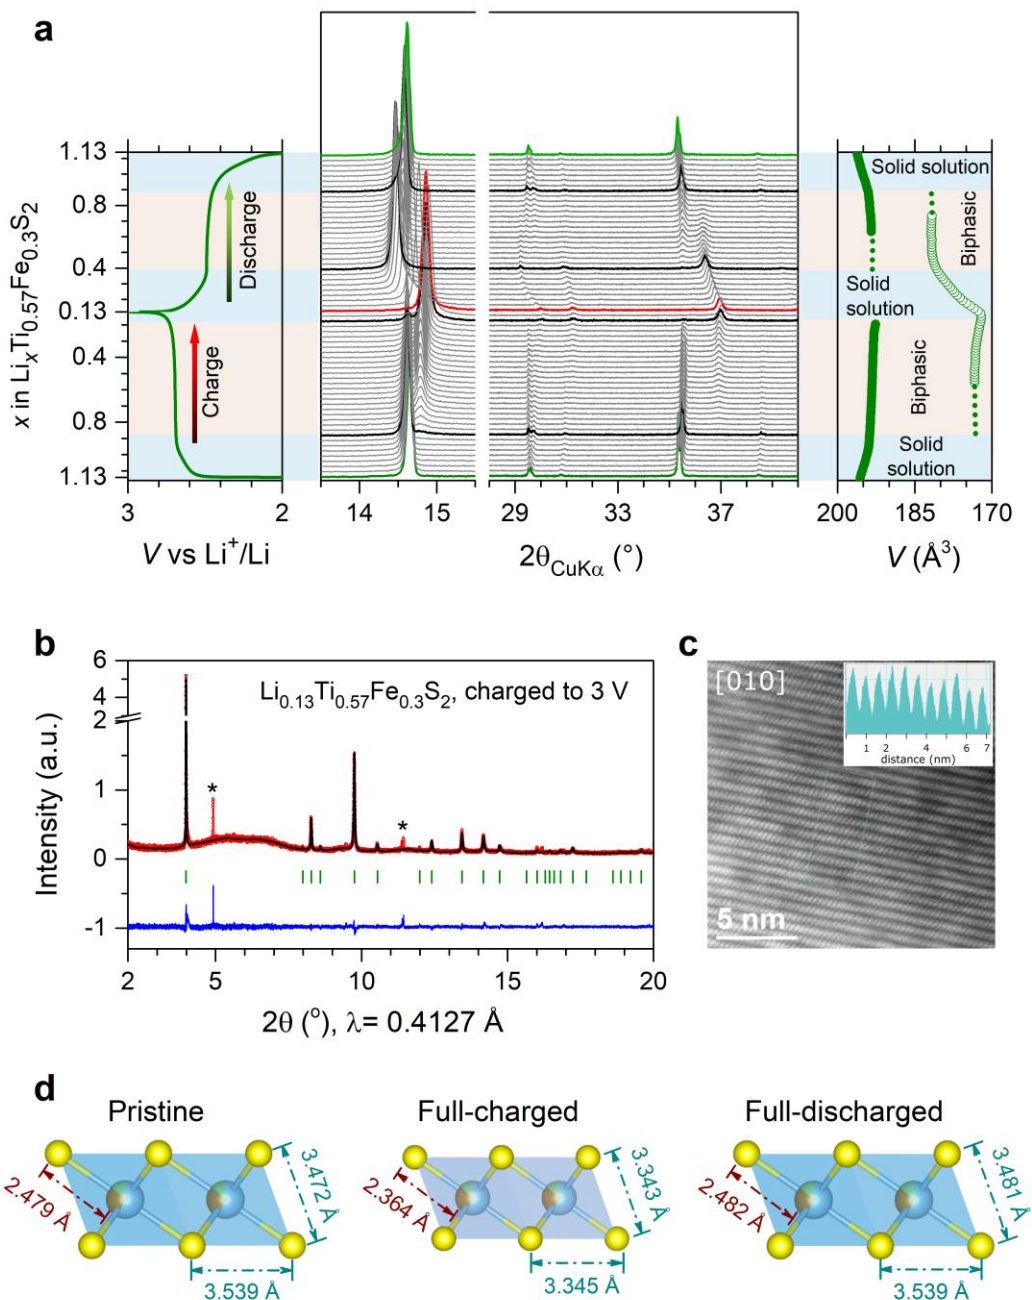 a
1.13
0.8
0.4
0.13
0.4
0.8
1.13
x in LiₓTi₀.₅₇Fe₀.₃S₂
Discharge
Charge
3 2
V vs Li⁺/Li
14 15 29 33 37
2θCuKα (°)
Solid solution
Biphasic
Solid
solution
Biphasic
Solid
solution
200 185 170
V (Å³)
b
6
4
2
1
0
-1
Intensity (a.u.)
Li₀.₁₃Ti₀.₅₇Fe₀.₃S₂, charged to 3 V
*
*
2 5 10 15 20
2θ (°), λ= 0.4127 Å
c
[010]
1 2 4 5 6 7
distance (nm)
5 nm
d
Pristine
2.479 Å
3.472 Å
3.539 Å
Full-charged
2.364 Å
3.343 Å
3.345 Å
Full-discharged
2.482 Å
3.481 Å
3.539 Å